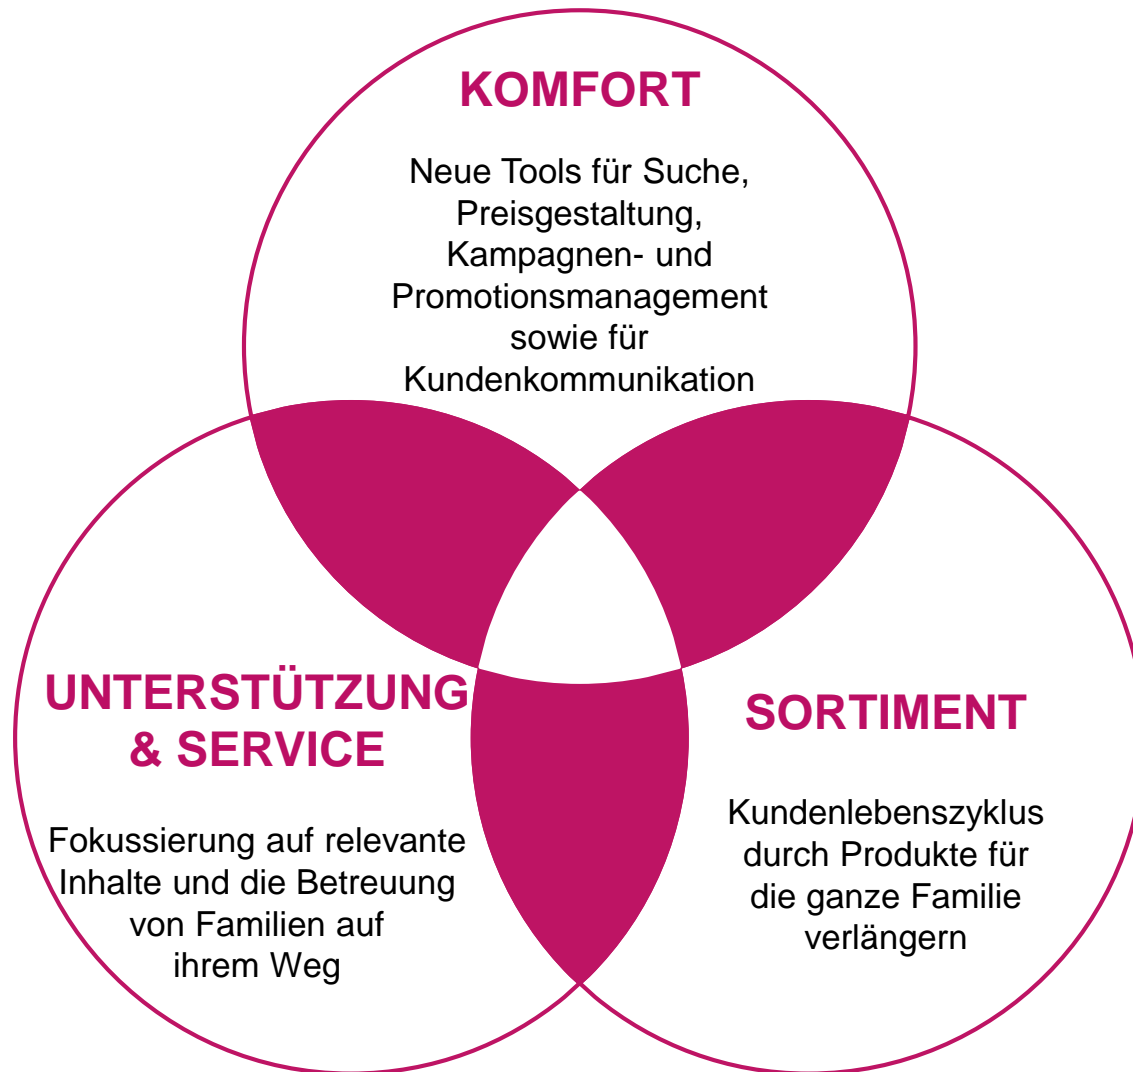 KOMFORT
Neue Tools für Suche,
Preisgestaltung,
Kampagnen- und
Promotionsmanagement
sowie für
Kundenkommunikation
UNTERSTÜTZUNG
& SERVICE
Fokussierung auf relevante
Inhalte und die Betreuung
von Familien auf
ihrem Weg
SORTIMENT
Kundenlebenszyklus
durch Produkte für
die ganze Familie
verlängern